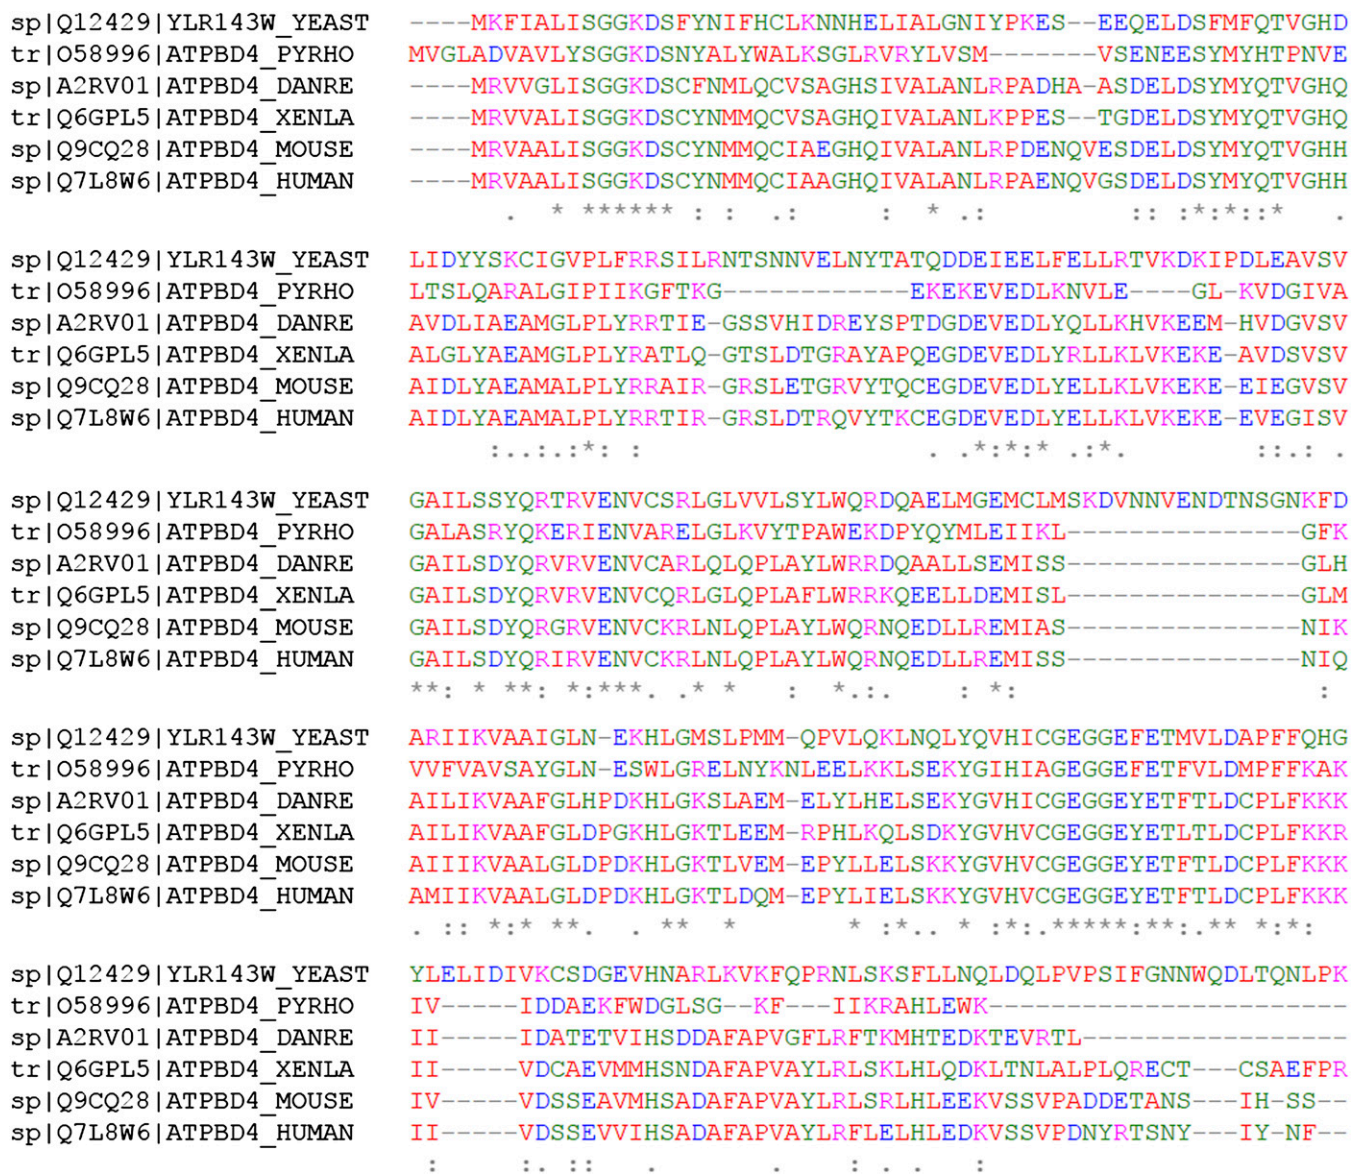 sp|Q12429|YLR143W_YEAST ----MKFIALISGGKDSFYNIFHCLKNNHELIALGNIYPKES--EEQELDSFMFQTVGHD
tr|O58996|ATPBD4_PYRHO MVGLADVAVLYSGGKDSNYALYWALKSGLRVRYLVSM-------VSENEESYMYHTPNVE
sp|A2RV01|ATPBD4_DANRE ----MRVVGLISGGKDSCFNMLQCVSAGHSIVALANLRPADHA-ASDELDSYMYQTVGHQ
tr|Q6GPL5|ATPBD4_XENLA ----MRVVALISGGKDSCYNMMQCVSAGHQIVALANLKPPES--TGDELDSYMYQTVGHQ
sp|Q9CQ28|ATPBD4_MOUSE ----MRVAALISGGKDSCYNMMQCIAEGHQIVALANLRPDENQVESDELDSYMYQTVGHH
sp|Q7L8W6|ATPBD4_HUMAN ----MRVAALISGGKDSCYNMMQCIAAGHQIVALANLRPAENQVGSDELDSYMYQTVGHH
. * ****** : : .: : * .: :: :*:*::* .
sp|Q12429|YLR143W_YEAST LIDYYSKCIGVPLFRRSILRNTSNNVELNYTATQDDEIEELFELLRTVKDKIPDLEAVSV
tr|O58996|ATPBD4_PYRHO LTSLQARALGIPIIKGFTKG------------EKEKEVEDLKNVLE----GL-KVDGIVA
sp|A2RV01|ATPBD4_DANRE AVDLIAEAMGLPLYRRTIE-GSSVHIDREYSPTDGDEVEDLYQLLKHVKEEM-HVDGVSV
tr|Q6GPL5|ATPBD4_XENLA ALGLYAEAMGLPLYRATLQ-GTSLDTGRAYAPQEGDEVEDLYRLLKLVKEKE-AVDSVSV
sp|Q9CQ28|ATPBD4_MOUSE AIDLYAEAMALPLYRRAIR-GRSLETGRVYTQCEGDEVEDLYELLKLVKEKE-EIEGVSV
sp|Q7L8W6|ATPBD4_HUMAN AIDLYAEAMALPLYRRTIR-GRSLDTRQVYTKCEGDEVEDLYELLKLVKEKE-EVEGISV
:..:.:*: : . .*:*:* .:*. ::.: .
sp|Q12429|YLR143W_YEAST GAILSSYQRTRVENVCSRLGLVVLSYLWQRDQAELMGEMCLMSKDVNNVENDTNSGNKFD
tr|O58996|ATPBD4_PYRHO GALASRYQKERIENVARELGLKVYTPAWEKDPYQYMLEIIKL---------------GFK
sp|A2RV01|ATPBD4_DANRE GAILSDYQRVRVENVCARLQLQPLAYLWRRDQAALLSEMISS---------------GLH
tr|Q6GPL5|ATPBD4_XENLA GAILSDYQRVRVENVCQRLGLQPLAFLWRRKQEELLDEMISL---------------GLM
sp|Q9CQ28|ATPBD4_MOUSE GAILSDYQRGRVENVCKRLNLQPLAYLWQRNQEDLLREMIAS---------------NIK
sp|Q7L8W6|ATPBD4_HUMAN GAILSDYQRIRVENVCKRLNLQPLAYLWQRNQEDLLREMISS---------------NIQ
**: * **: *:***. .* * : *.:. : *: :
sp|Q12429|YLR143W_YEAST ARIIKVAAIGLN-EKHLGMSLPMM-QPVLQKLNQLYQVHICGEGGEFETMVLDAPFFQHG
tr|O58996|ATPBD4_PYRHO VVFVAVSAYGLN-ESWLGRELNYKNLEELKKLSEKYGIHIAGEGGEFETFVLDMPFFKAK
sp|A2RV01|ATPBD4_DANRE AILIKVAAFGLHPDKHLGKSLAEM-ELYLHELSEKYGVHICGEGGEYETFTLDCPLFKKK
tr|Q6GPL5|ATPBD4_XENLA AILIKVAAFGLDPGKHLGKTLEEM-RPHLKQLSDKYGVHVCGEGGEYETLTLDCPLFKKR
sp|Q9CQ28|ATPBD4_MOUSE AIIIKVAALGLDPDKHLGKTLVEM-EPYLLELSKKYGVHVCGEGGEYETFTLDCPLFKKK
sp|Q7L8W6|ATPBD4_HUMAN AMIIKVAALGLDPDKHLGKTLDQM-EPYLIELSKKYGVHVCGEGGEYETFTLDCPLFKKK
. :: *:* **. . ** * * :*.. * :*:.*****:**:.** *:*:
sp|Q12429|YLR143W_YEAST YLELIDIVKCSDGEVHNARLKVKFQPRNLSKSFLLNQLDQLPVPSIFGNNWQDLTQNLPK
tr|O58996|ATPBD4_PYRHO IV-----IDDAEKFWDGLSG--KF---IIKRAHLEWK-----------------------
sp|A2RV01|ATPBD4_DANRE II-----IDATETVIHSDDAFAPVGFLRFTKMHTEDKTEVRTL-----------------
tr|Q6GPL5|ATPBD4_XENLA II-----VDCAEVMMHSNDAFAPVAYLRLSKLHLQDKLTNLALPLQRECT---CSAEFPR
sp|Q9CQ28|ATPBD4_MOUSE IV-----VDSSEAVMHSADAFAPVAYLRLSRLHLEEKVSSVPADDETANS---IH-SS--
sp|Q7L8W6|ATPBD4_HUMAN II-----VDSSEVVIHSADAFAPVAYLRFLELHLEDKVSSVPDNYRTSNY---IY-NF--
: :. :: . . : . . :